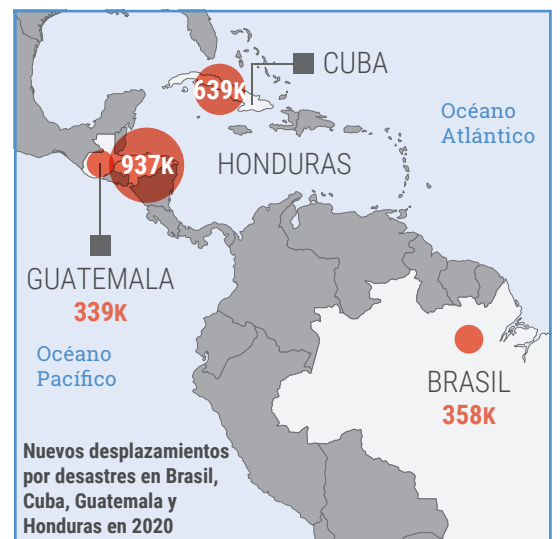 CUBA
639K
Océano
Atlántico
937K
HONDURAS
GUATEMALA
339K
Océano
Pacífico
BRASIL
358K
Nuevos desplazamientos
por desastres en Brasil,
Cuba, Guatemala y
Honduras en 2020